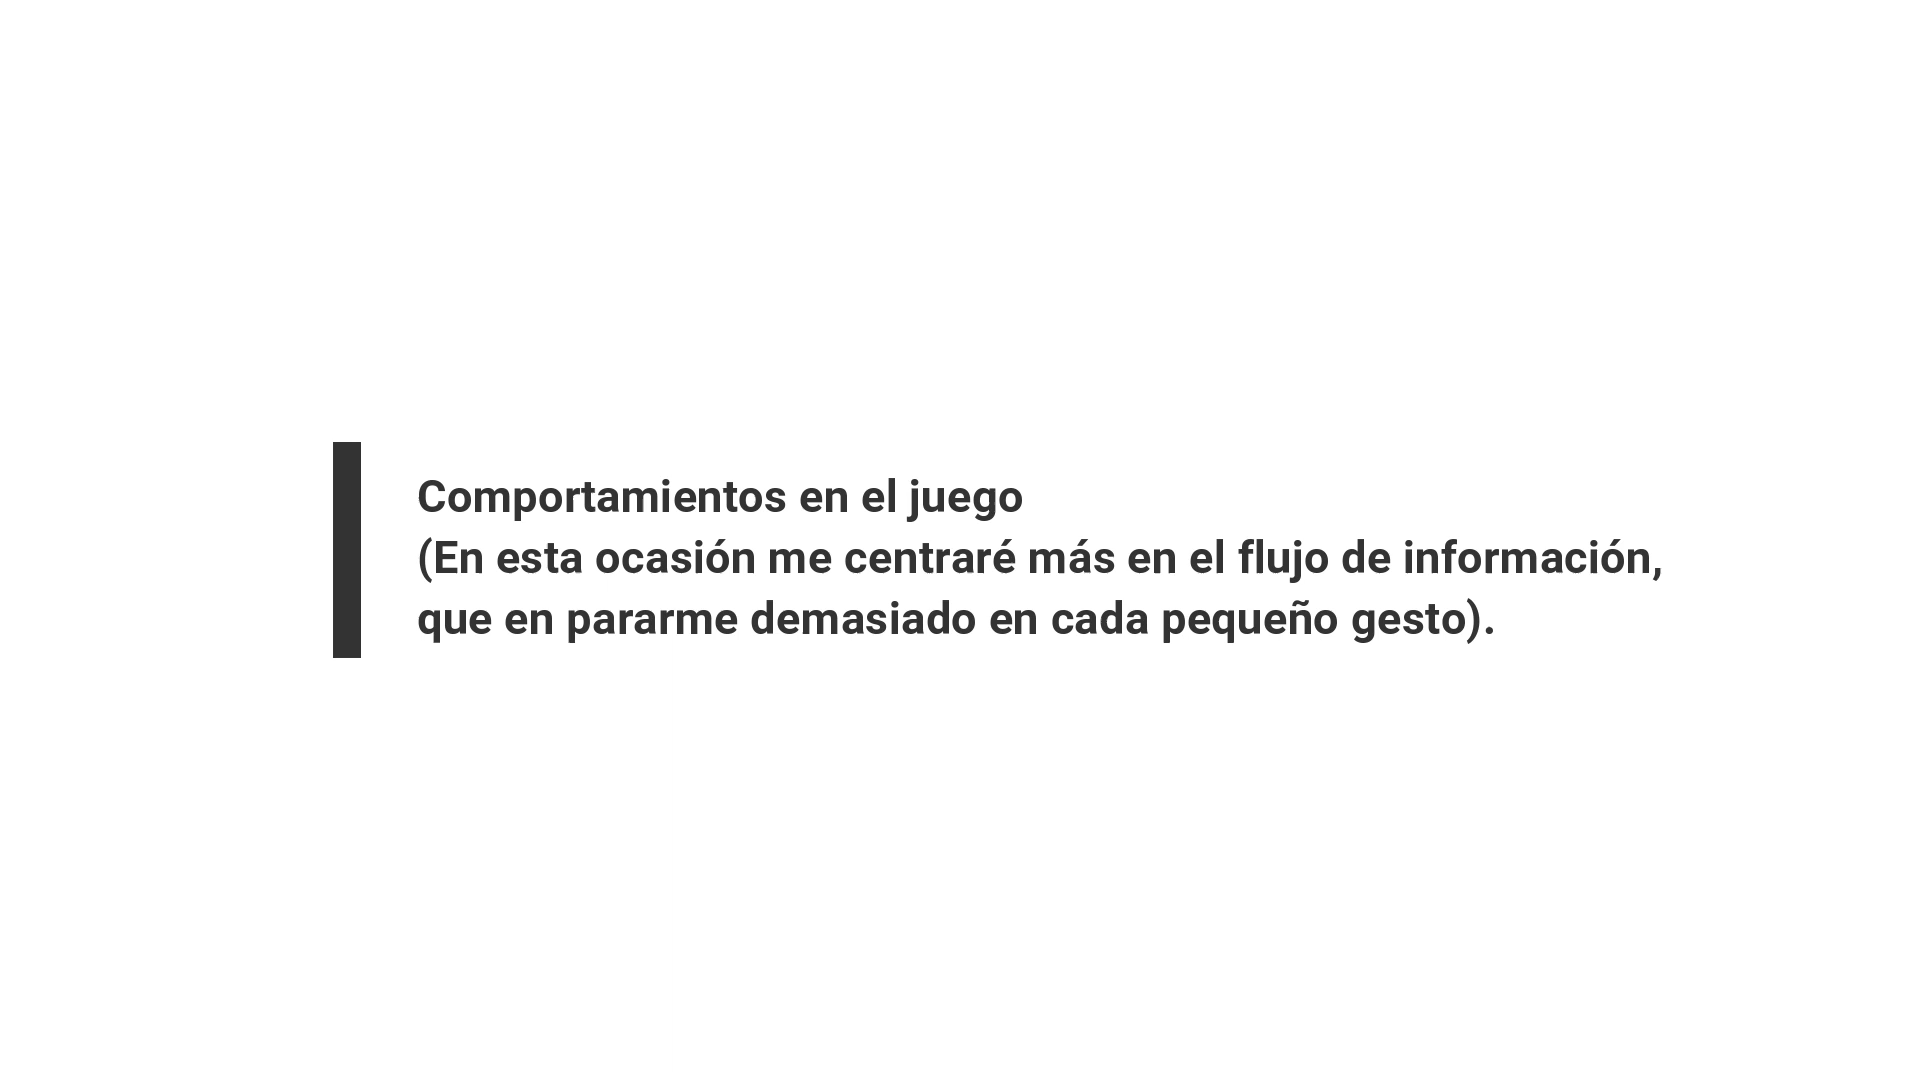 Comportamientos en el juego
(En esta ocasión me centraré más en el flujo de información,
que en pararme demasiado en cada pequeño gesto).